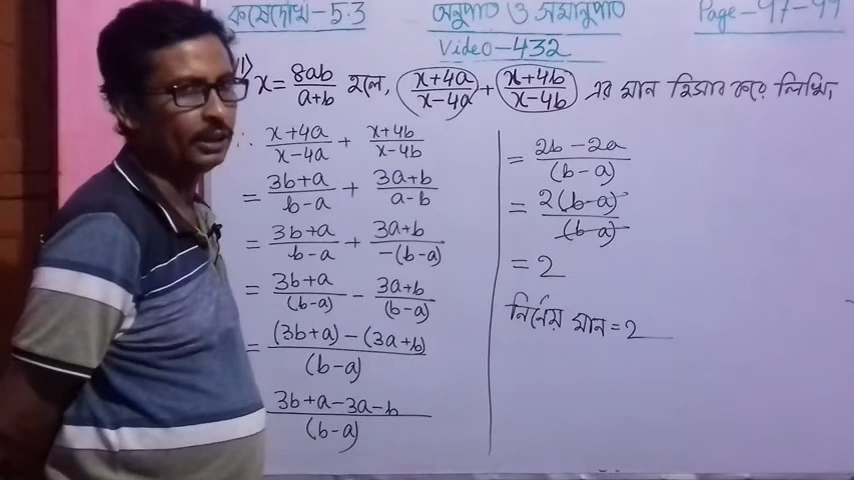 কষে দেখি - 5.3 অনুপাত ও সমানুপাত Page - 97-99
Video - 432
1) x = 8ab/a+b হলে, x+4a/x-4a + x+4b/x-4b এর মান হিসাব করে লিখি,
∴ x+4a/x-4a + x+4b/x-4b
= 3b+a/b-a + 3a+b/a-b
= 3b+a/b-a + 3a+b/-(b-a)
= 3b+a/(b-a) - 3a+b/(b-a)
= (3b+a)-(3a+b)/(b-a)
3b+a-3a-b/(b-a)
= 2b-2a/(b-a)
= 2(b-a)/(b-a)
= 2
নির্নেয় মান = 2